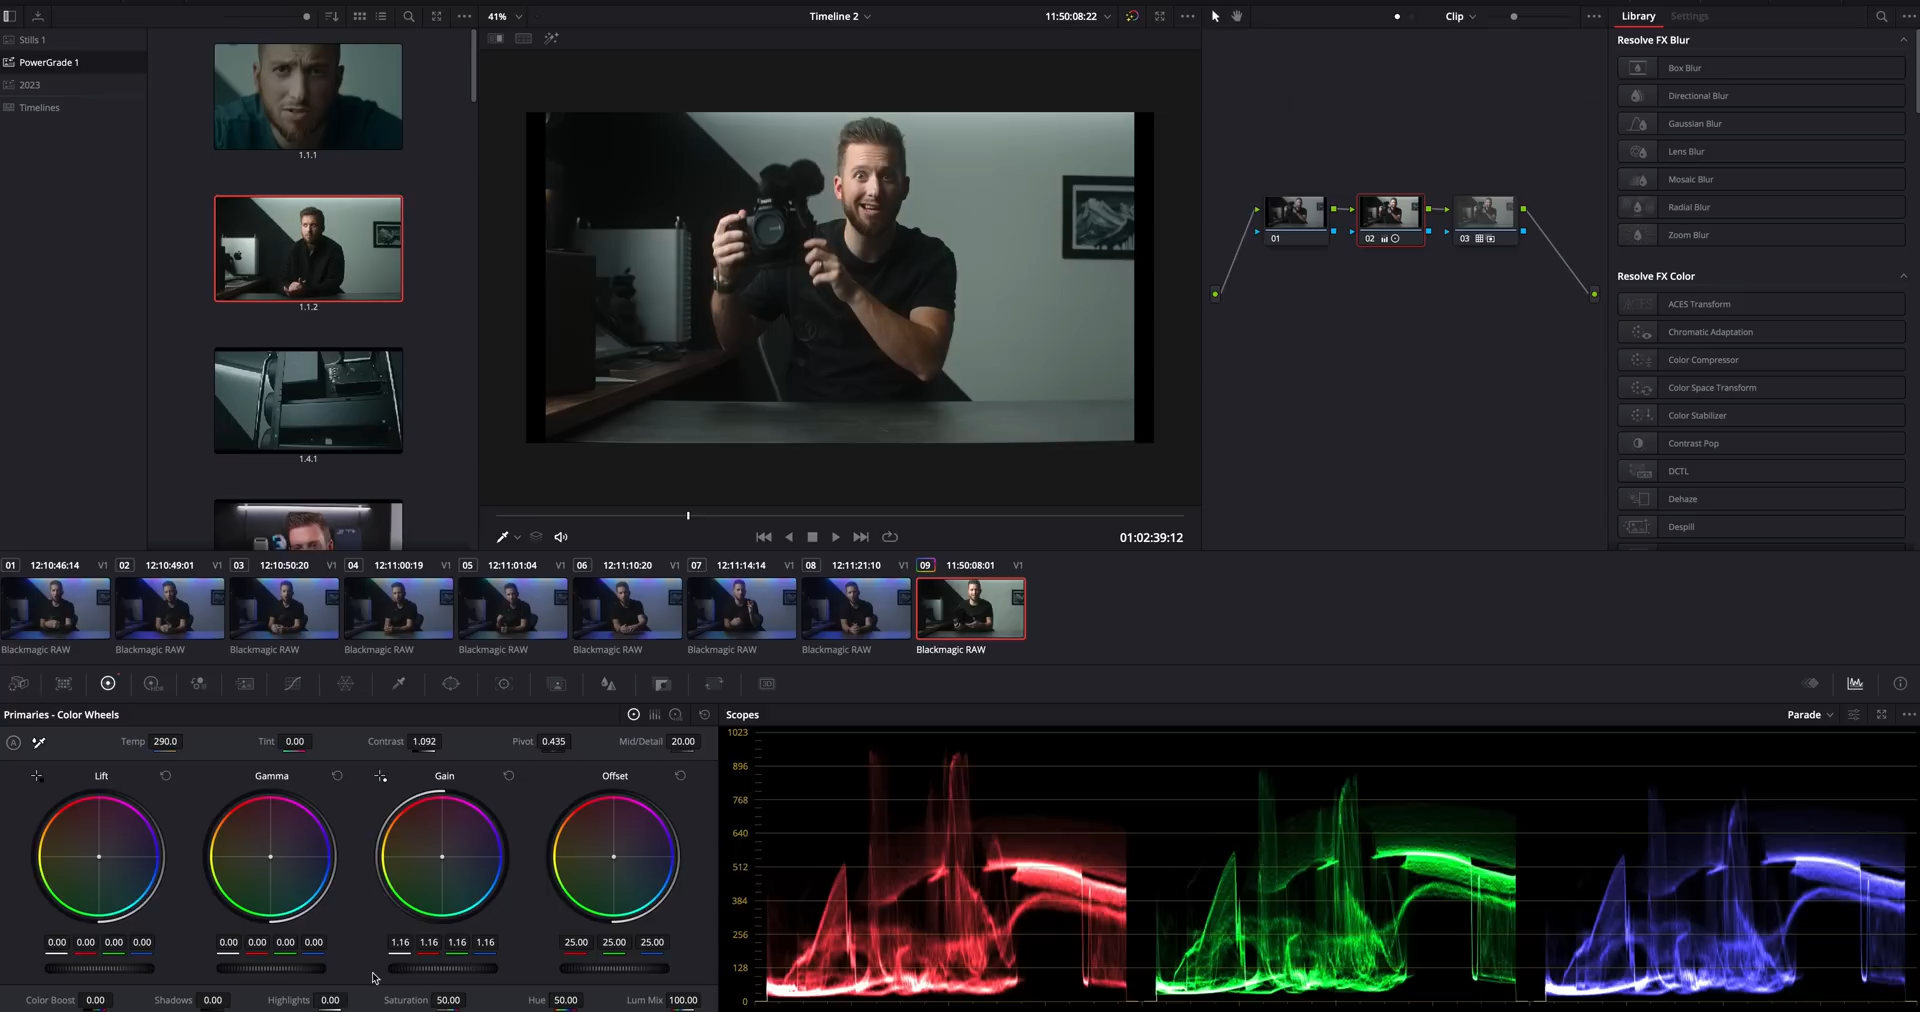 41%
Timeline 2
11:50:08:22
Clip
Library
Settings
Stills 1
PowerGrade 1
2023
Timelines
1.1.1
1.1.2
1.4.1
Resolve FX Blur
Box Blur
Directional Blur
Gaussian Blur
Lens Blur
Mosaic Blur
Radial Blur
Zoom Blur
Resolve FX Color
ACES Transform
Chromatic Adaptation
Color Compressor
Color Space Transform
Color Stabilizer
Contrast Pop
DCTL
Dehaze
Despill
01
02
03
01:02:39:12
01 12:10:46:14 V1
02 12:10:49:01 V1
03 12:10:50:20 V1
04 12:11:00:19 V1
05 12:11:01:04 V1
06 12:11:10:20 V1
07 12:11:14:14 V1
08 12:11:21:10 V1
09 11:50:08:01 V1
Blackmagic RAW
Blackmagic RAW
Blackmagic RAW
Blackmagic RAW
Blackmagic RAW
Blackmagic RAW
Blackmagic RAW
Blackmagic RAW
Blackmagic RAW
HDR
3D
Primaries - Color Wheels
A
Temp 290.0
Tint 0.00
Contrast 1.092
Pivot 0.435
Mid/Detail 20.00
Lift
Gamma
Gain
Offset
0.00 0.00 0.00 0.00
0.00 0.00 0.00 0.00
1.16 1.16 1.16 1.16
25.00 25.00 25.00
Color Boost 0.00
Shadows 0.00
Highlights 0.00
Saturation 50.00
Hue 50.00
Lum Mix 100.00
Scopes
Parade
1023
896
768
640
512
384
256
128
0